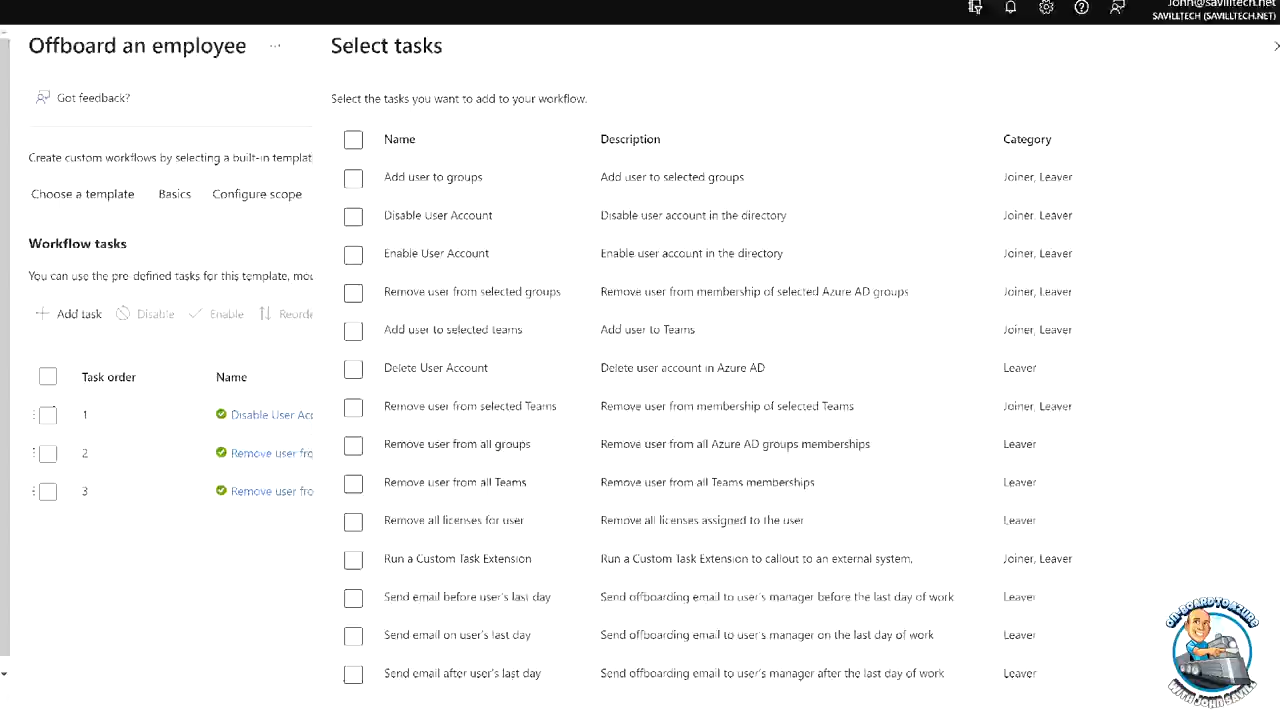 John@savilltech.net
SAVILLTECH (SAVILLTECH.NET)
Offboard an employee ...
Got feedback?
Create custom workflows by selecting a built-in templat
Choose a template Basics Configure scope
Workflow tasks
You can use the pre-defined tasks for this template, mo
Add task Disable Enable Reorde
Task order Name
1 Disable User Acc
2 Remove user fro
3 Remove user fro
Select tasks
Select the tasks you want to add to your workflow.
Name Description Category
Add user to groups Add user to selected groups Joiner, Leaver
Disable User Account Disable user account in the directory Joiner, Leaver
Enable User Account Enable user account in the directory Joiner, Leaver
Remove user from selected groups Remove user from membership of selected Azure AD groups Joiner, Leaver
Add user to selected teams Add user to Teams Joiner, Leaver
Delete User Account Delete user account in Azure AD Leaver
Remove user from selected Teams Remove user from membership of selected Teams Joiner, Leaver
Remove user from all groups Remove user from all Azure AD groups memberships Leaver
Remove user from all Teams Remove user from all Teams memberships Leaver
Remove all licenses for user Remove all licenses assigned to the user Leaver
Run a Custom Task Extension Run a Custom Task Extension to callout to an external system. Joiner, Leaver
Send email before user's last day Send offboarding email to user's manager before the last day of work Leaver
Send email on user's last day Send offboarding email to user's manager on the last day of work Leaver
Send email after user's last day Send offboarding email to user's manager after the last day of work Leaver
ON-BOARD TO AZURE
WITH JOHN SAVILL